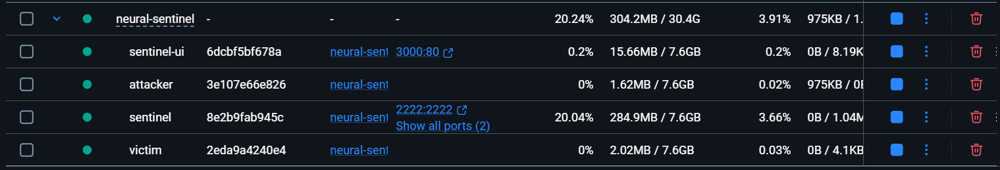 neural-sentinel - - - 20.24% 304.2MB / 30.4G 3.91% 975KB / 1.
sentinel-ui 6dcbf5bf678a neural-sent 3000:80 0.2% 15.66MB / 7.6GB 0.2% 0B / 8.19K
attacker 3e107e66e826 neural-sent 0% 1.62MB / 7.6GB 0.02% 975KB / 0B
sentinel 8e2b9fab945c neural-sent 2222:2222 20.04% 284.9MB / 7.6GB 3.66% 0B / 1.04M
Show all ports (2)
victim 2eda9a4240e4 neural-sent 0% 2.02MB / 7.6GB 0.03% 0B / 4.1KB